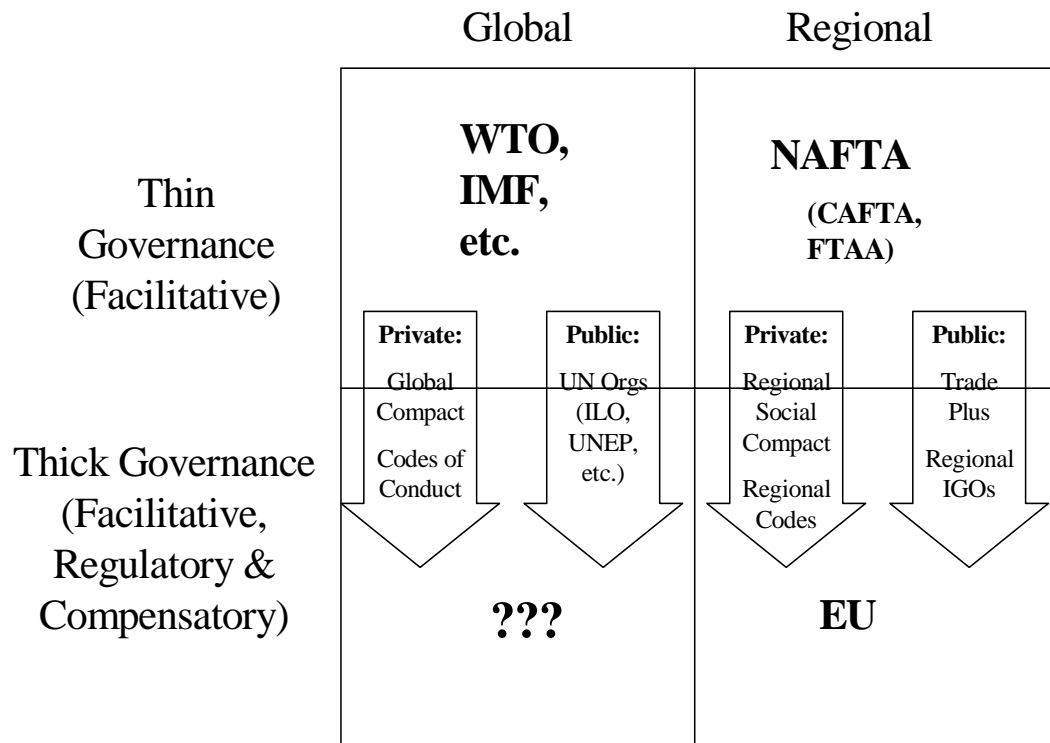 Global
Regional
Thin
Governance
(Facilitative)
WTO,
IMF,
etc.
NAFTA
(CAFTA,
FTAA)
Private:
Global
Compact
Codes of
Conduct
Public:
UN Orgs
(ILO,
UNEP,
etc.)
Private:
Regional
Social
Compact
Regional
Codes
Public:
Trade
Plus
Regional
IGOs
Thick Governance
(Facilitative,
Regulatory &
Compensatory)
???
EU